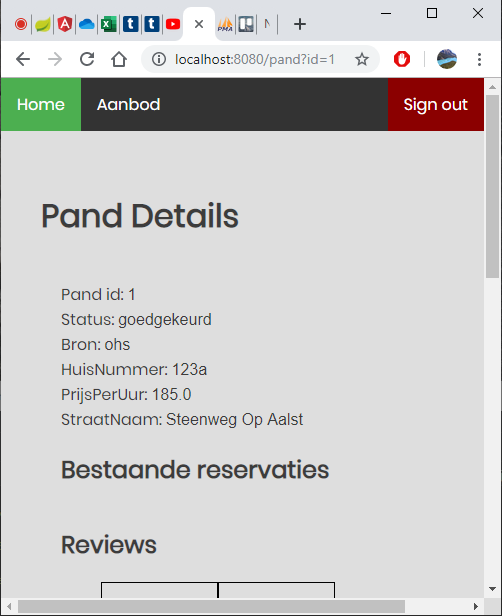 PMA
localhost:8080/pand?id=1
Home Aanbod Sign out
Pand Details
Pand id: 1
Status: goedgekeurd
Bron: ohs
HuisNummer: 123a
PrijsPerUur: 185.0
StraatNaam: Steenweg Op Aalst
Bestaande reservaties
Reviews